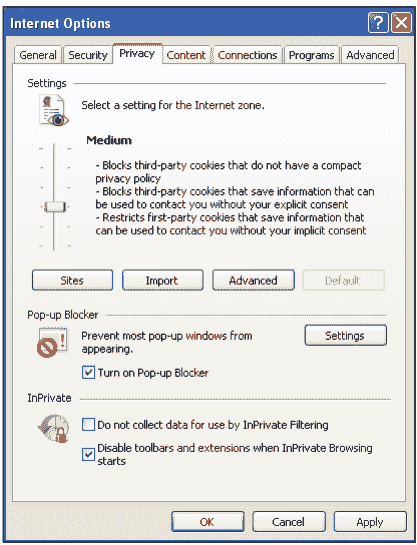 Internet Options
General Security Privacy Content Connections Programs Advanced
Settings
Select a setting for the Internet zone.
Medium
- Blocks third-party cookies that do not have a compact
privacy policy
- Blocks third-party cookies that save information that can
be used to contact you without your explicit consent
- Restricts first-party cookies that save information that
can be used to contact you without your implicit consent
Sites Import Advanced Default
Pop-up Blocker
Prevent most pop-up windows from
appearing.
Settings
Turn on Pop-up Blocker
InPrivate
Do not collect data for use by InPrivate Filtering
Disable toolbars and extensions when InPrivate Browsing
starts
OK Cancel Apply